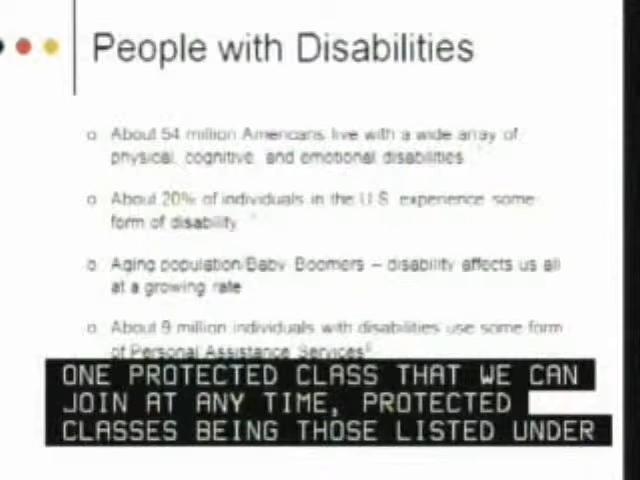 People with Disabilities
o About 54 million Americans live with a wide array of
physical, cognitive, and emotional disabilities
o About 20% of individuals in the U.S. experience some
form of disability
o Aging population/Baby Boomers – disability affects us all
at a growing rate
o About 9 million individuals with disabilities use some form
of Personal Assistance Services
ONE PROTECTED CLASS THAT WE CAN
JOIN AT ANY TIME, PROTECTED
CLASSES BEING THOSE LISTED UNDER